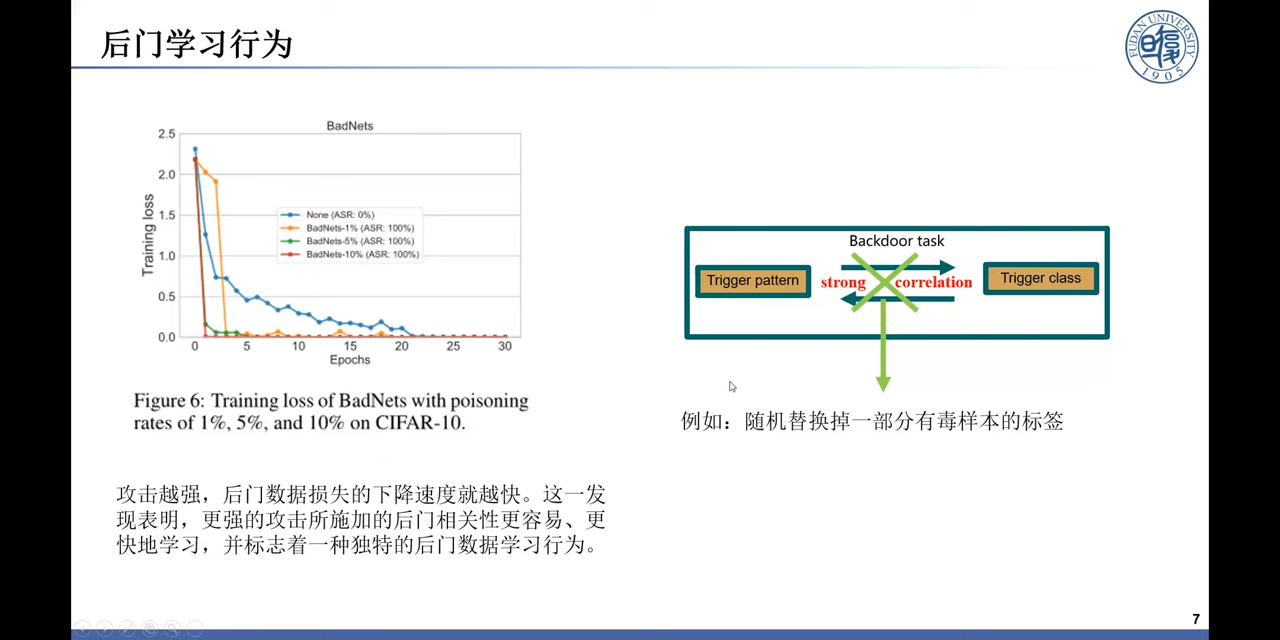 后门学习行为
FUDAN UNIVERSITY
1905
BadNets
2.5
2.0
1.5
1.0
0.5
0.0
Training loss
None (ASR: 0%)
BadNets-1% (ASR: 100%)
BadNets-5% (ASR: 100%)
BadNets-10% (ASR: 100%)
0 5 10 15 20 25 30
Epochs
Figure 6: Training loss of BadNets with poisoning
rates of 1%, 5%, and 10% on CIFAR-10.
攻击越强，后门数据损失的下降速度就越快。这一发
现表明，更强的攻击所施加的后门相关性更容易、更
快地学习，并标志着一种独特的后门数据学习行为。
Backdoor task
Trigger pattern
strong correlation
Trigger class
例如：随机替换掉一部分有毒样本的标签
7